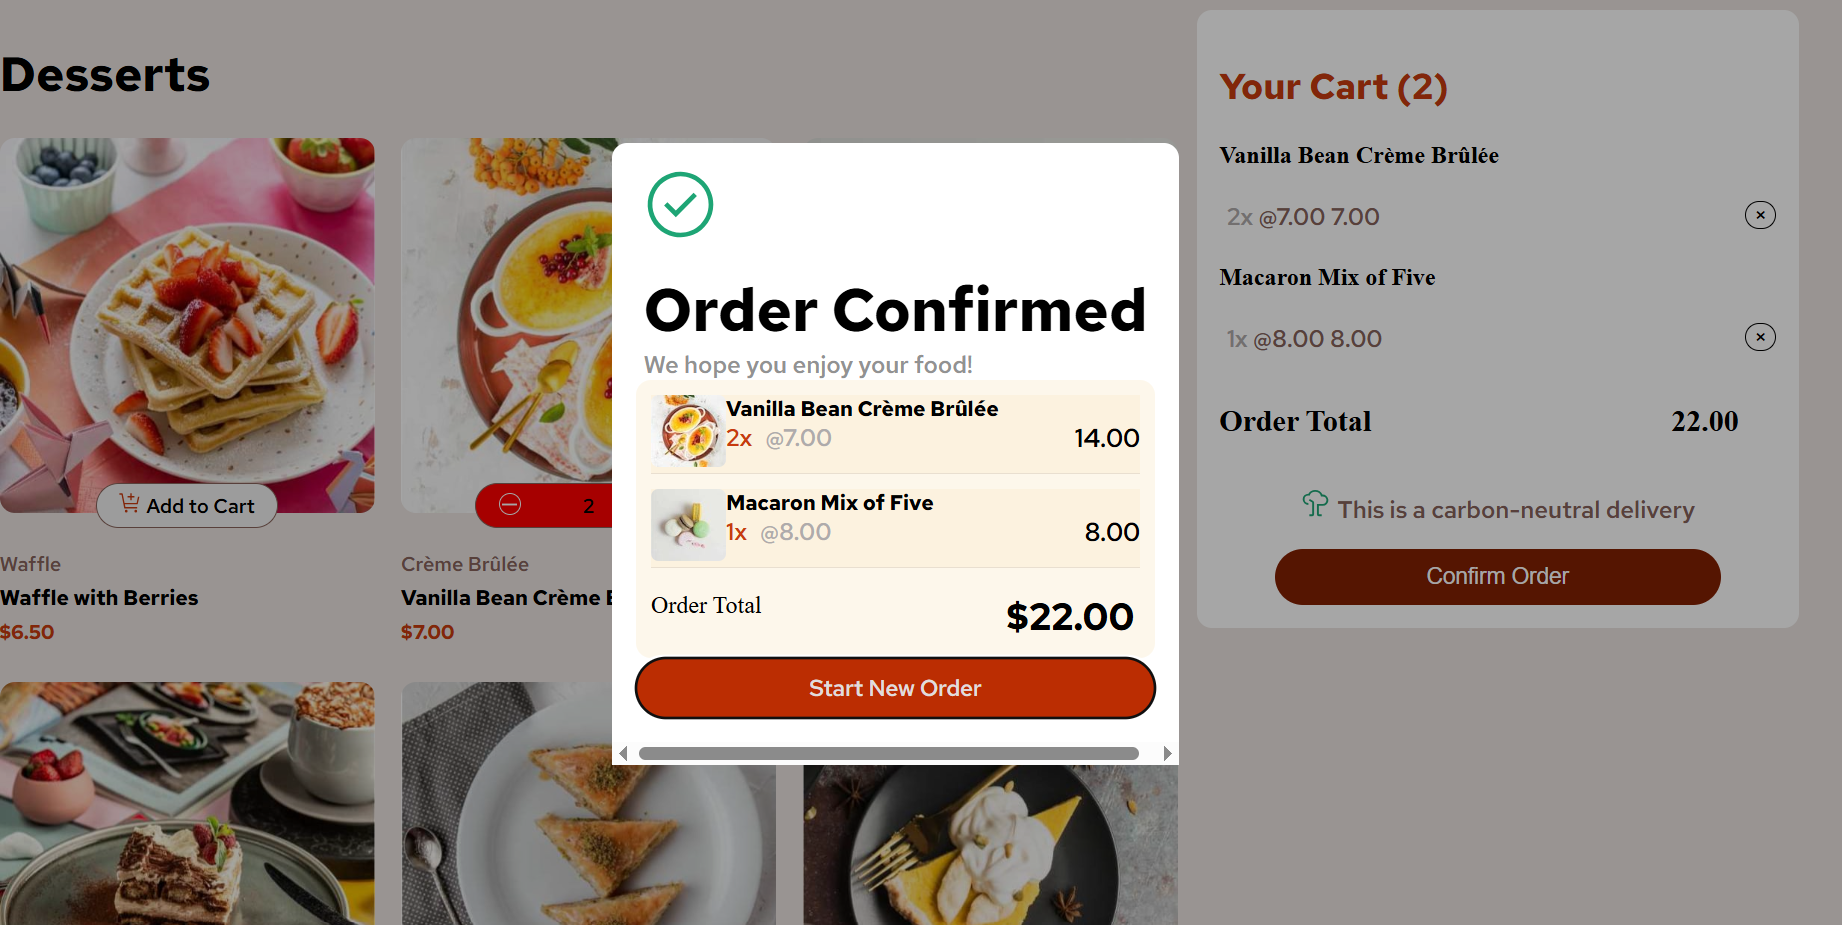 Desserts
Add to Cart
2
Waffle
Waffle with Berries
$6.50
Crème Brûlée
Vanilla Bean Crème
$7.00
Order Confirmed
We hope you enjoy your food!
Vanilla Bean Crème Brûlée
2x @7.00 14.00
Macaron Mix of Five
1x @8.00 8.00
Order Total $22.00
Start New Order
Your Cart (2)
Vanilla Bean Crème Brûlée
2x @7.00 7.00
Macaron Mix of Five
1x @8.00 8.00
Order Total 22.00
This is a carbon-neutral delivery
Confirm Order